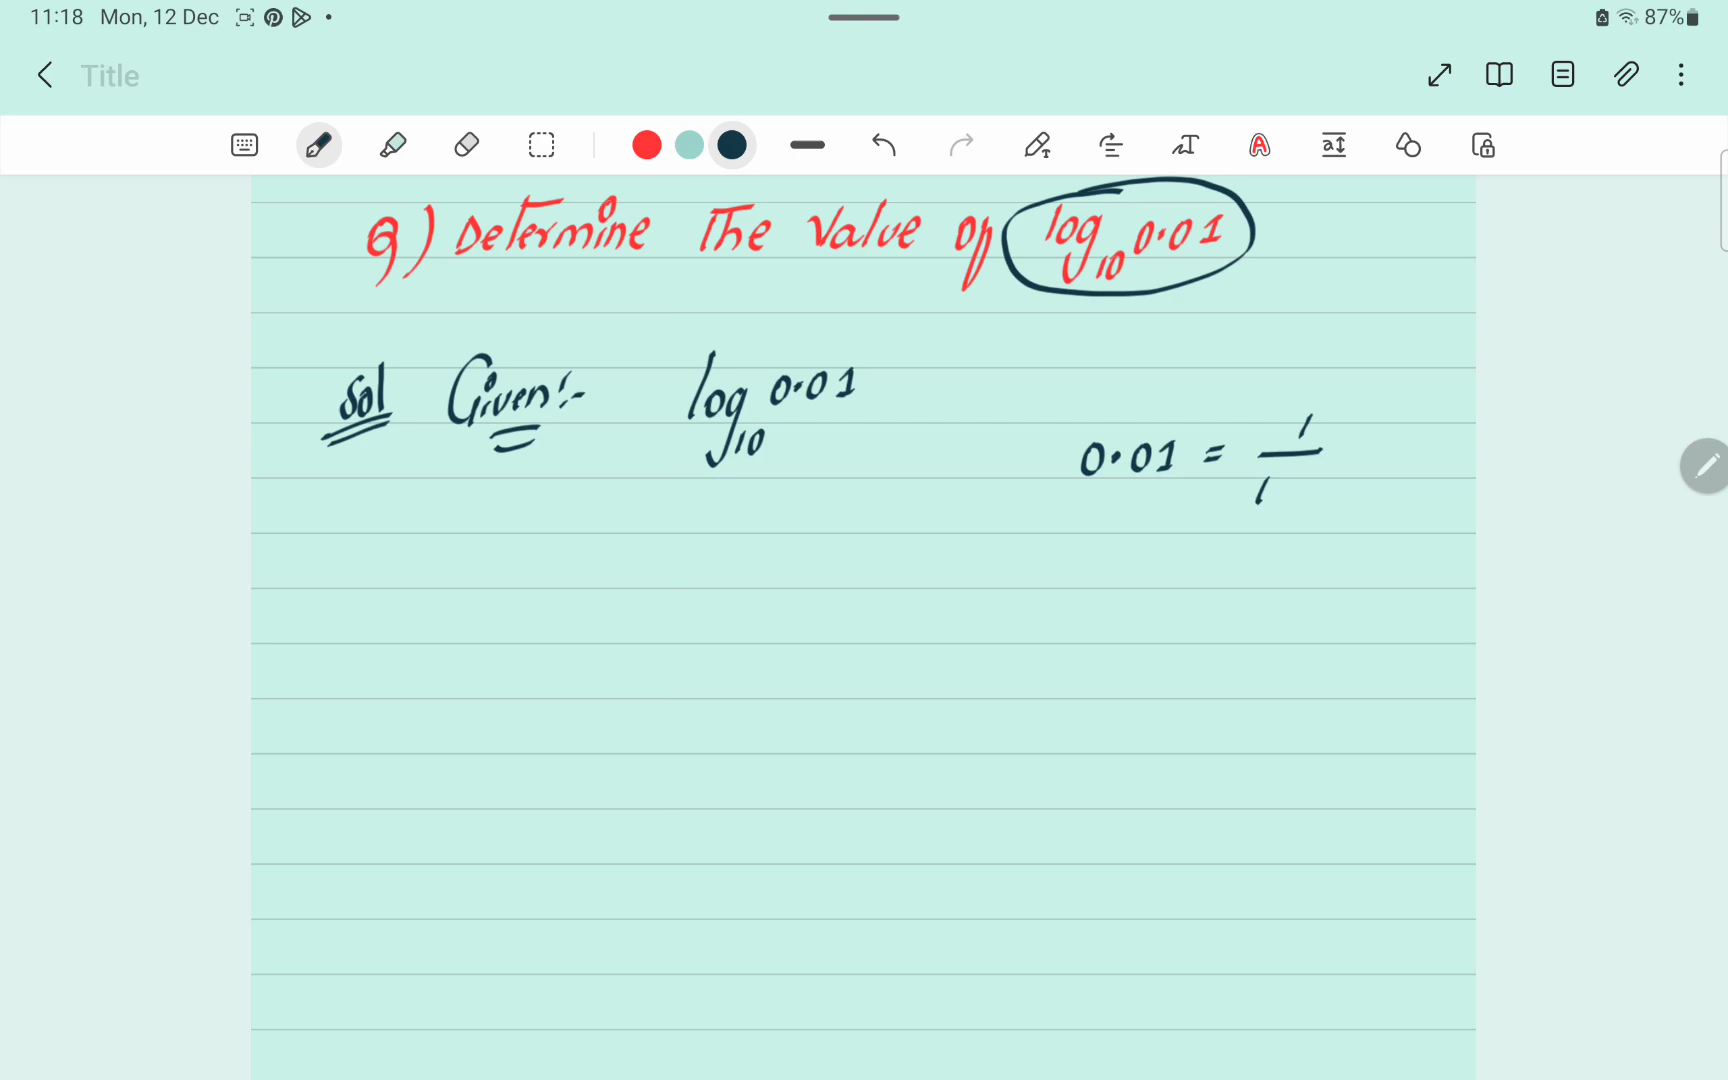 11:18 Mon, 12 Dec 87%
Title
Q) Determine The Value Of log₁₀ 0.01
Sol Given:- log₁₀ 0.01
0.01 = 1/1